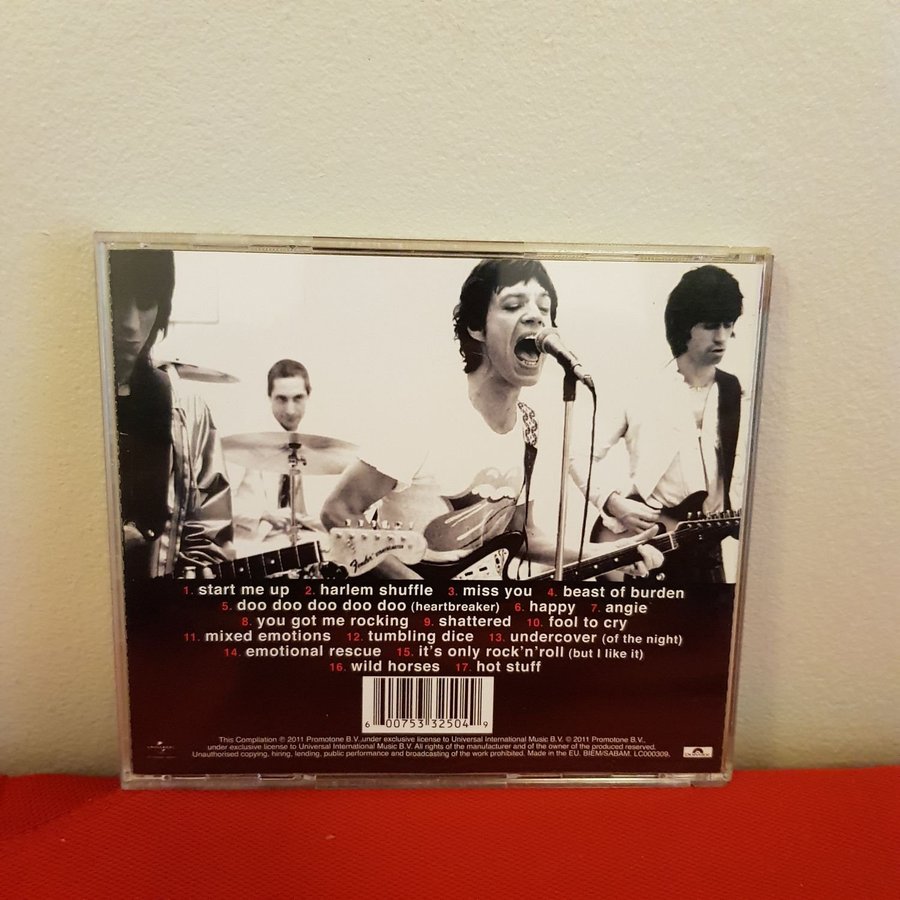 Fender STRATOCASTER
1. start me up 2. harlem shuffle 3. miss you 4. beast of burden
5. doo doo doo doo doo (heartbreaker) 6. happy 7. angie
8. you got me rocking 9. shattered 10. fool to cry
11. mixed emotions 12. tumbling dice 13. undercover (of the night)
14. emotional rescue 15. it's only rock'n'roll (but I like it)
16. wild horses 17. hot stuff
6 00753 32504 9
This Compilation ℗ 2011 Promotone B.V.,under exclusive license to Universal International Music B.V. © 2011 Promotone B.V.,
under exclusive license to Universal International Music B.V. All rights of the manufacturer and of the owner of the produced reserved.
Unauthorised copying, hiring, lending, public performance and broadcasting of the work prohibited. Made in the EU. BIEM/SABAM. LC000309.
UNIVERSAL